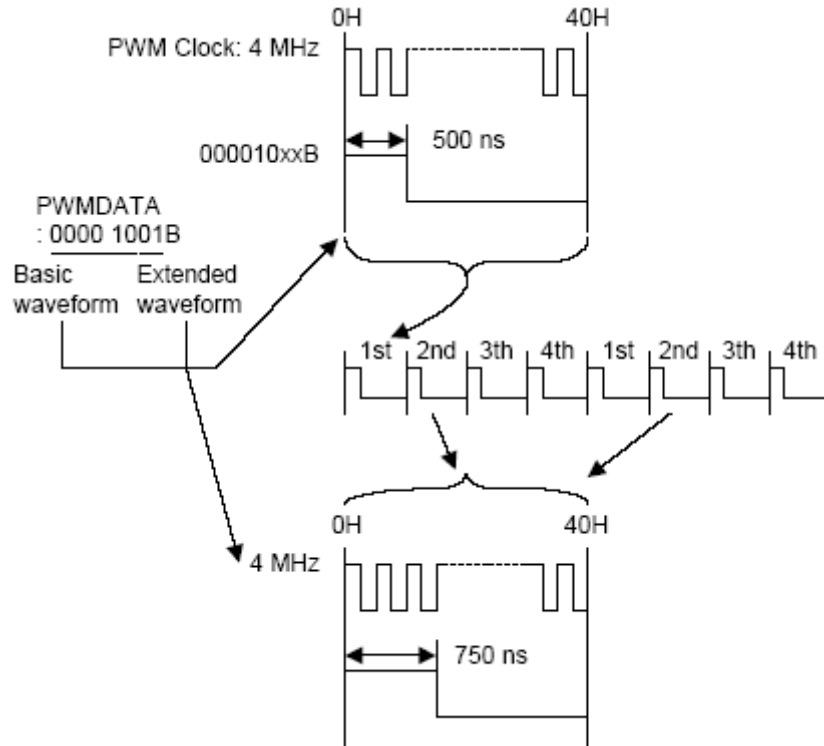 0H 40H
PWM Clock: 4 MHz
000010xxB
500 ns
PWMDATA
: 0000 1001B
Basic waveform
Extended waveform
1st 2nd 3th 4th 1st 2nd 3th 4th
0H 40H
4 MHz
750 ns